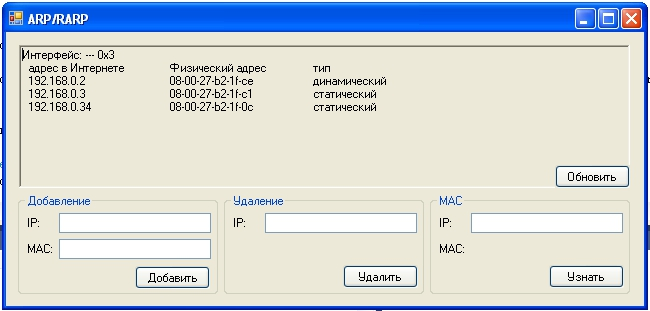 ARP/RARP
Интерфейс: --- 0x3
адрес в Интернете Физический адрес тип
192.168.0.2 08-00-27-b2-1f-ce динамический
192.168.0.3 08-00-27-b2-1f-c1 статический
192.168.0.34 08-00-27-b2-1f-0c статический
Обновить
Добавление
IP:
MAC:
Добавить
Удаление
IP:
Удалить
MAC
IP:
MAC:
Узнать